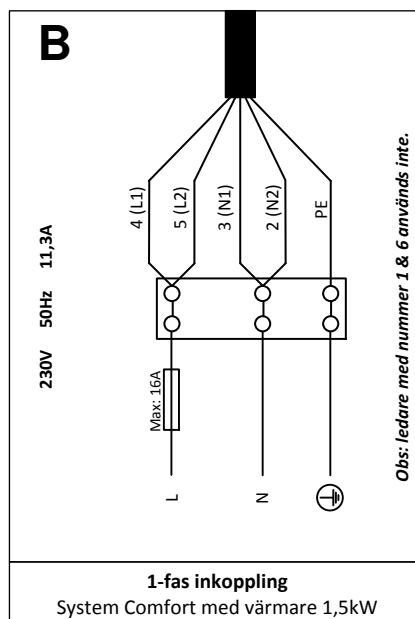 B
4 (L1)
5 (L2)
3 (N1)
2 (N2)
PE
230V 50Hz 11,3A
Max: 16A
L
N
Obs: ledare med nummer 1 & 6 används inte.
1-fas inkoppling
System Comfort med värmare 1,5kW